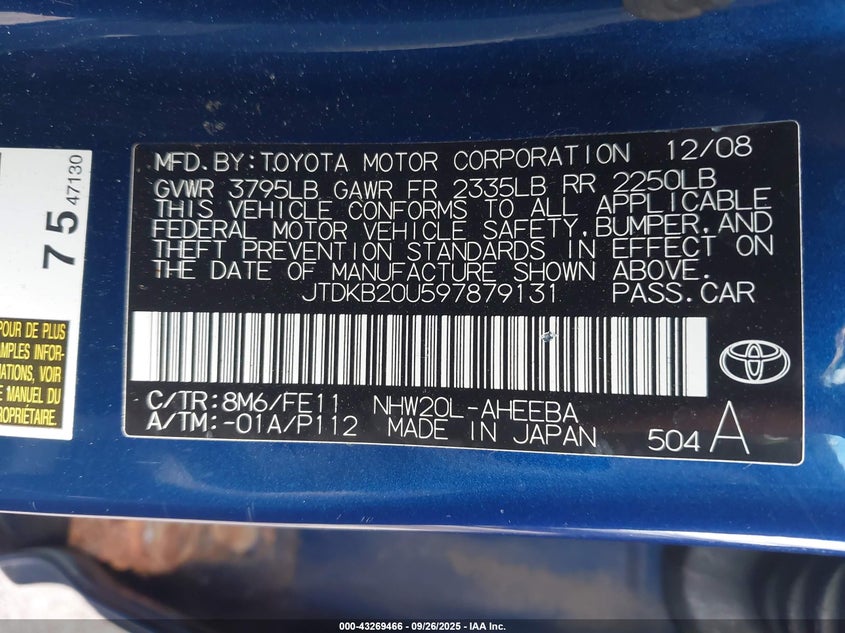 75
47130
POUR DE PLUS
AMPLES INFOR-
MATIONS, VOIR
LE MANUEL DU
PROPRIÉTAIRE.
MFD.BY:TOYOTA MOTOR CORPORATION 12/08
GVWR 3795LB GAWR FR 2335LB RR 2250LB
THIS VEHICLE CONFORMS TO ALL APPLICABLE
FEDERAL MOTOR VEHICLE SAFETY,BUMPER,AND
THEFT PREVENTION STANDARDS IN EFFECT ON
THE DATE OF MANUFACTURE SHOWN ABOVE.
JTDKB20U597879131 PASS.CAR
C/TR:8M6/FE11 NHW20L-AHEEBA
A/TM:-01A/P112 MADE IN JAPAN 504 A
000-43269466 - 09/26/2025 - IAA Inc.